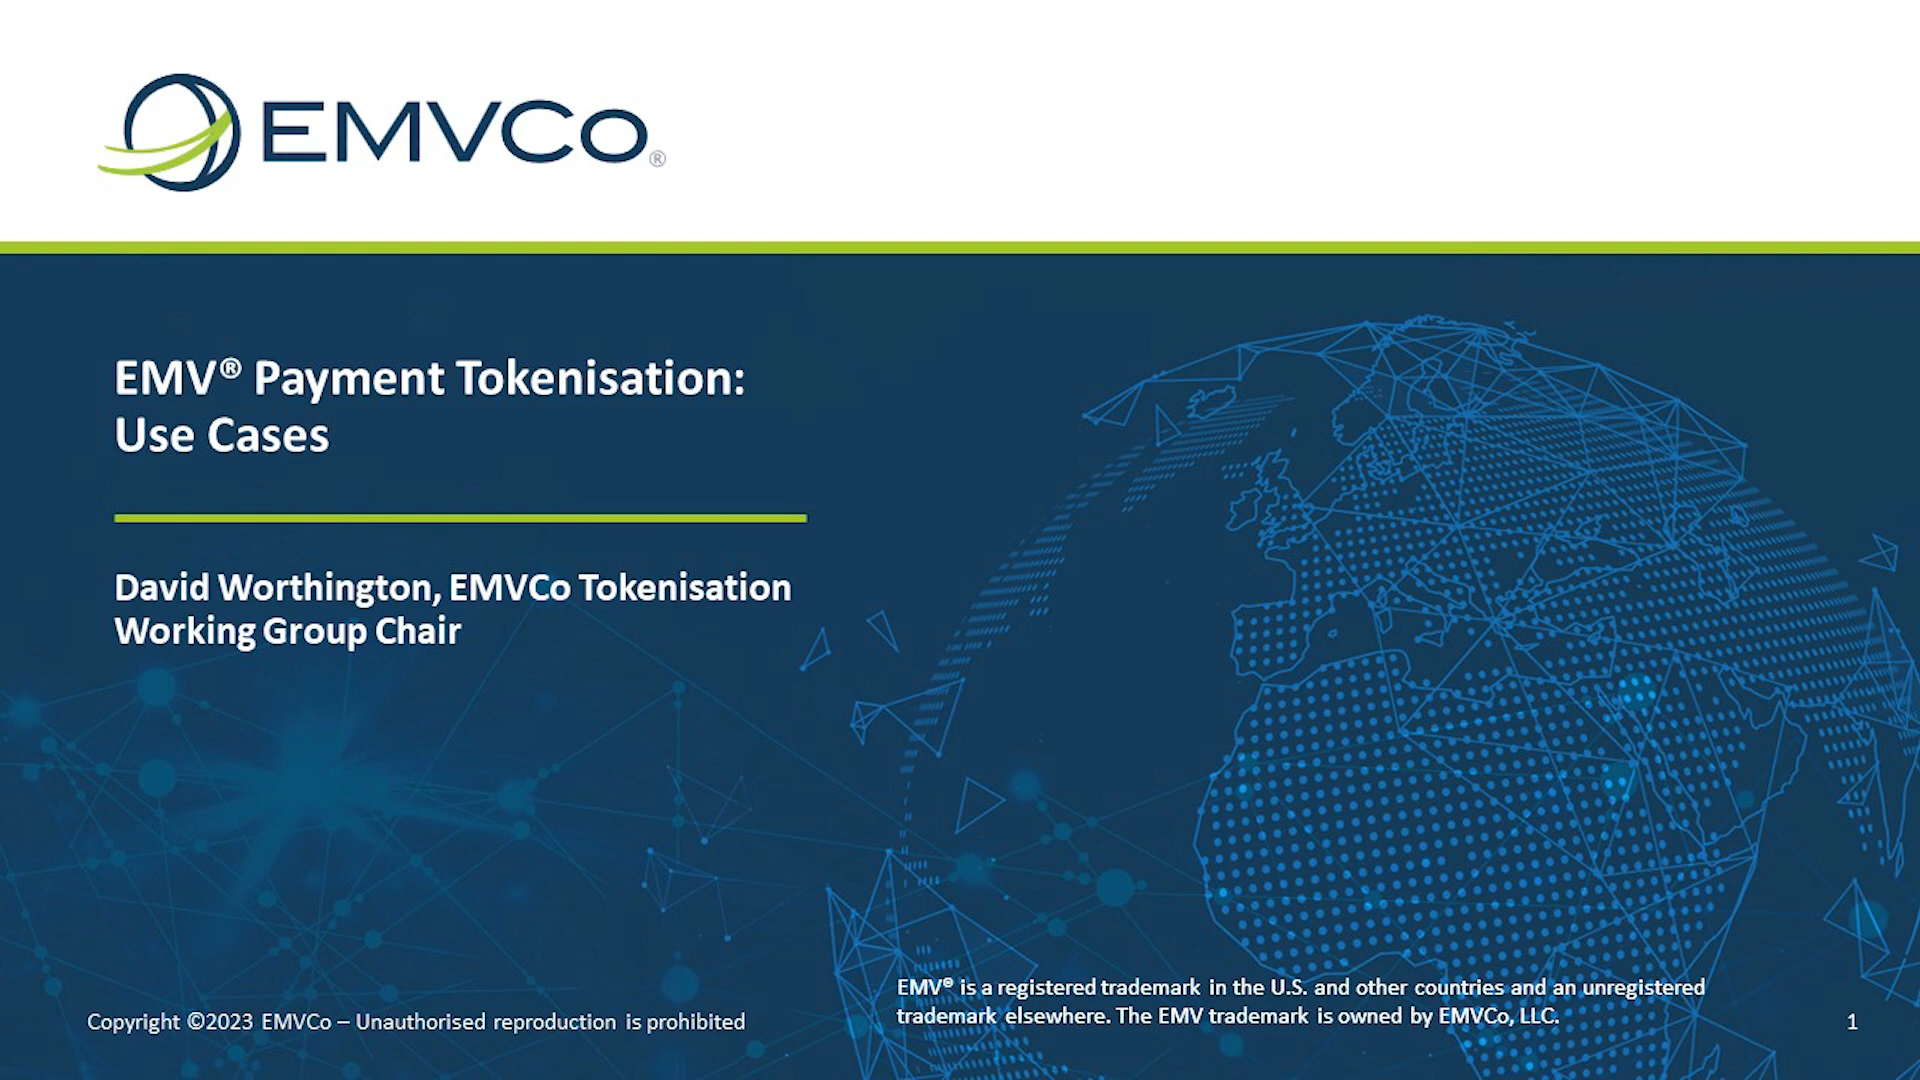 EMVCo®
EMV® Payment Tokenisation:
Use Cases
David Worthington, EMVCo Tokenisation
Working Group Chair
EMV® is a registered trademark in the U.S. and other countries and an unregistered
trademark elsewhere. The EMV trademark is owned by EMVCo, LLC.
Copyright ©2023 EMVCo – Unauthorised reproduction is prohibited
1